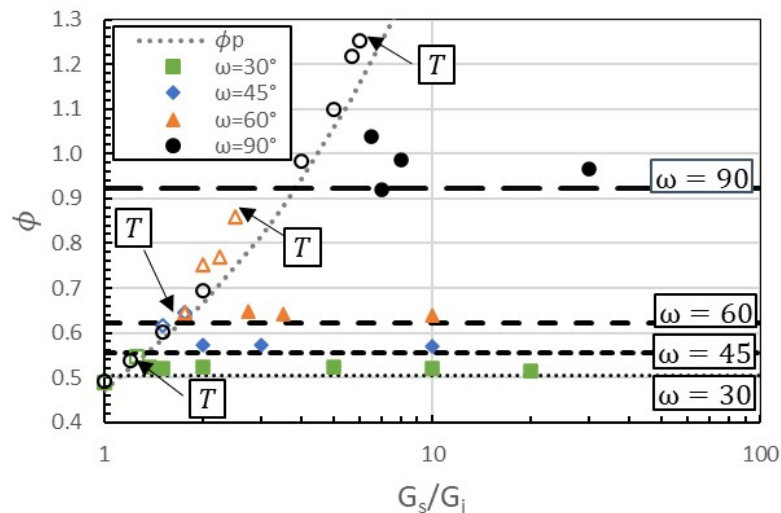 1.3
1.2
1.1
1.0
0.9
0.8
0.7
0.6
0.5
0.4
ϕ
ϕp
ω=30°
ω=45°
ω=60°
ω=90°
T
T
T
T
ω = 90
ω = 60
ω = 45
ω = 30
1
10
100
Gs/Gi